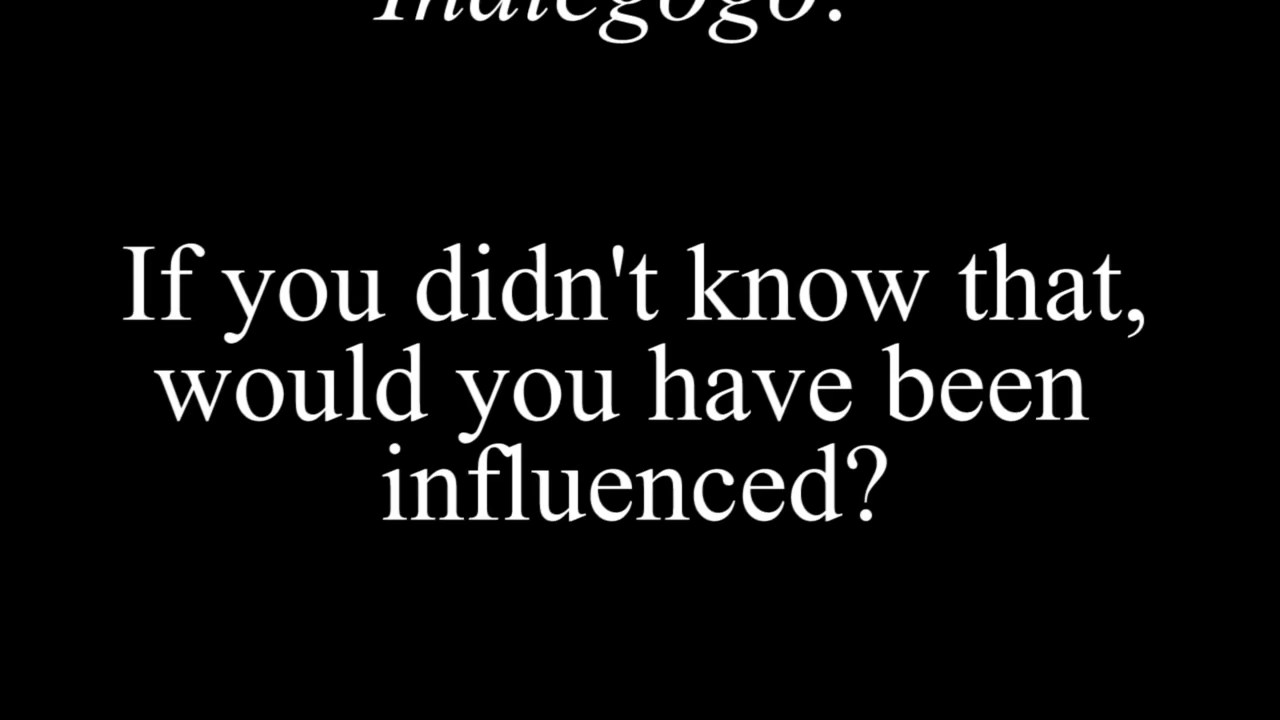 Indiegogo.
If you didn't know that,
would you have been
influenced?